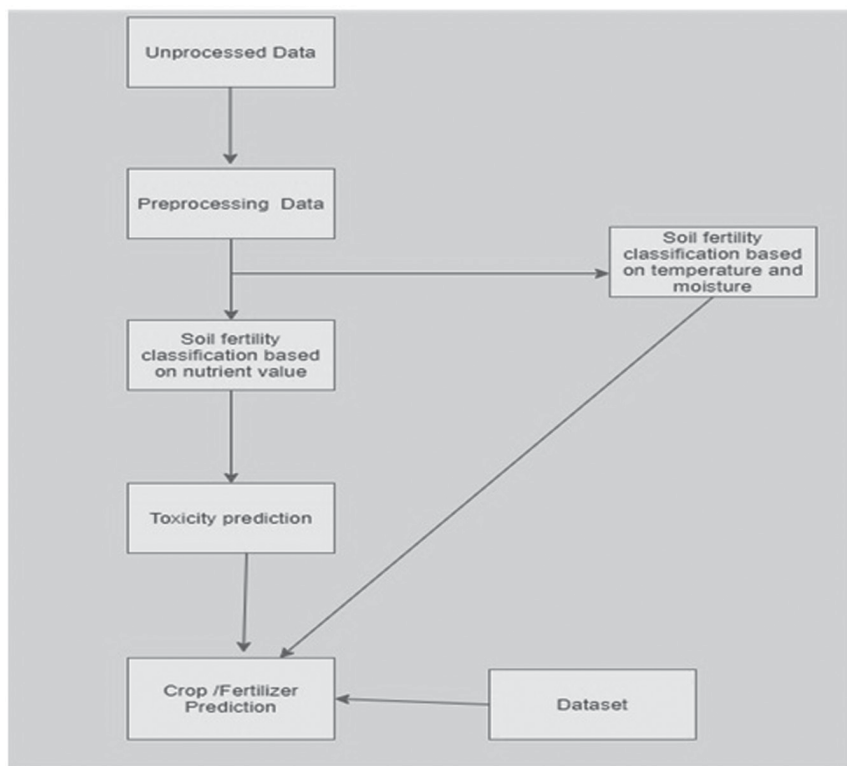 Unprocessed Data
Preprocessing Data
Soil fertility
classification based
on temperature and
moisture
Soil fertility
classification based
on nutrient value
Toxicity prediction
Crop /Fertilizer
Prediction
Dataset